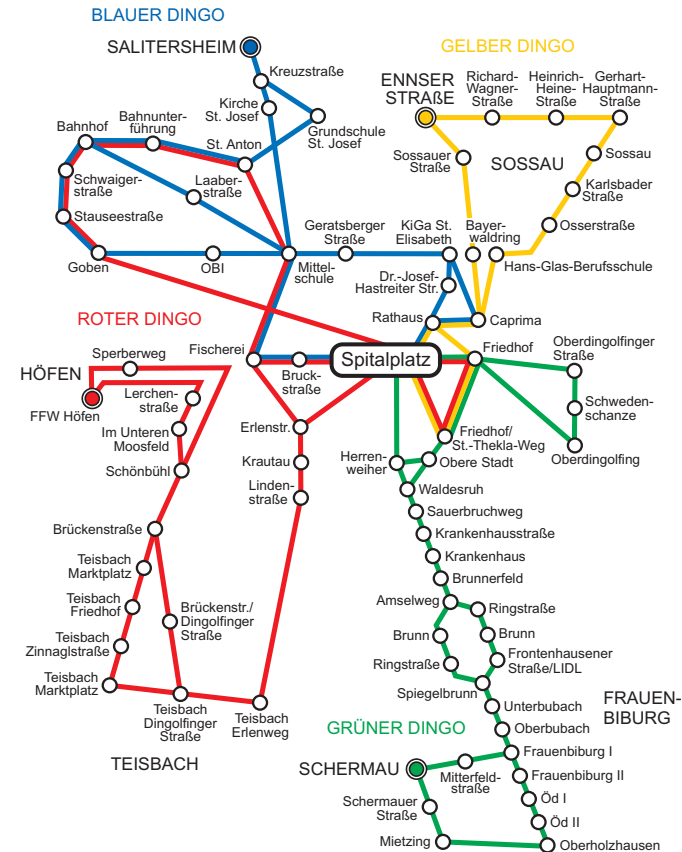 BLAUER DINGO
SALITERSHEIM
Kreuzstraße
Kirche
St. Josef
Grundschule
St. Josef
Bahnunter-
führung
Bahnhof
St. Anton
Schwaiger-
straße
Laaber-
straße
Stauseestraße
Goben
OBI
Mittel-
schule
Geratsberger
Straße
KiGa St.
Elisabeth
Dr.-Josef-
Hastreiter Str.
Rathaus
Caprima
GELBER DINGO
ENNSER
STRAßE
Richard-
Wagner-
Straße
Heinrich-
Heine-
Straße
Gerhart-
Hauptmann-
Straße
Sossauer
Straße
SOSSAU
Sossau
Karlsbader
Straße
Osserstraße
Bayer-
waldring
Hans-Glas-Berufsschule
ROTER DINGO
Sperberweg
HÖFEN
FFW Höfen
Lerchen-
straße
Im Unteren
Moosfeld
Schönbühl
Fischerei
Bruck-
straße
Spitalplatz
Friedhof
Oberdingolfinger
Straße
Schweden-
schanze
Oberdingolfing
Erlenstr.
Krautau
Linden-
straße
Friedhof/
St.-Thekla-Weg
Herren-
weiher
Obere Stadt
Waldesruh
Sauerbruchweg
Krankenhausstraße
Krankenhaus
Brunnerfeld
Brückenstraße
Teisbach
Marktplatz
Teisbach
Friedhof
Teisbach
Zinnaglstraße
Teisbach
Marktplatz
Brückenstr./
Dingolfinger
Straße
Teisbach
Dingolfinger
Straße
Teisbach
Erlenweg
TEISBACH
Amselweg
Ringstraße
Brunn
Brunn
Ringstraße
Frontenhausener
Straße/LIDL
Spiegelbrunn
Unterbubach
FRAUEN-
BIBURG
Oberbubach
GRÜNER DINGO
Frauenbiburg I
SCHERMAU
Mitterfeld-
straße
Frauenbiburg II
Schermauer
Straße
Öd I
Öd II
Mietzing
Oberholzhausen